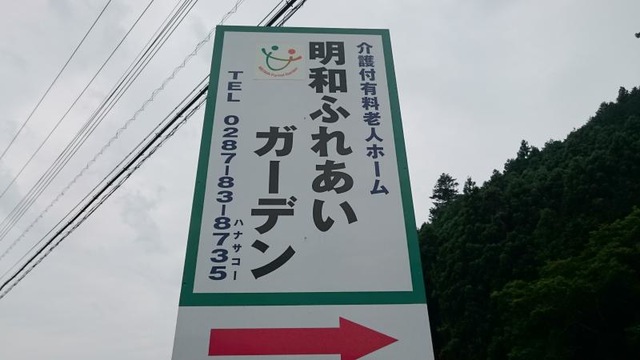 介護付有料老人ホーム
明和ふれあい
ガーデン
TEL 0287-83-8735
ハナサコー